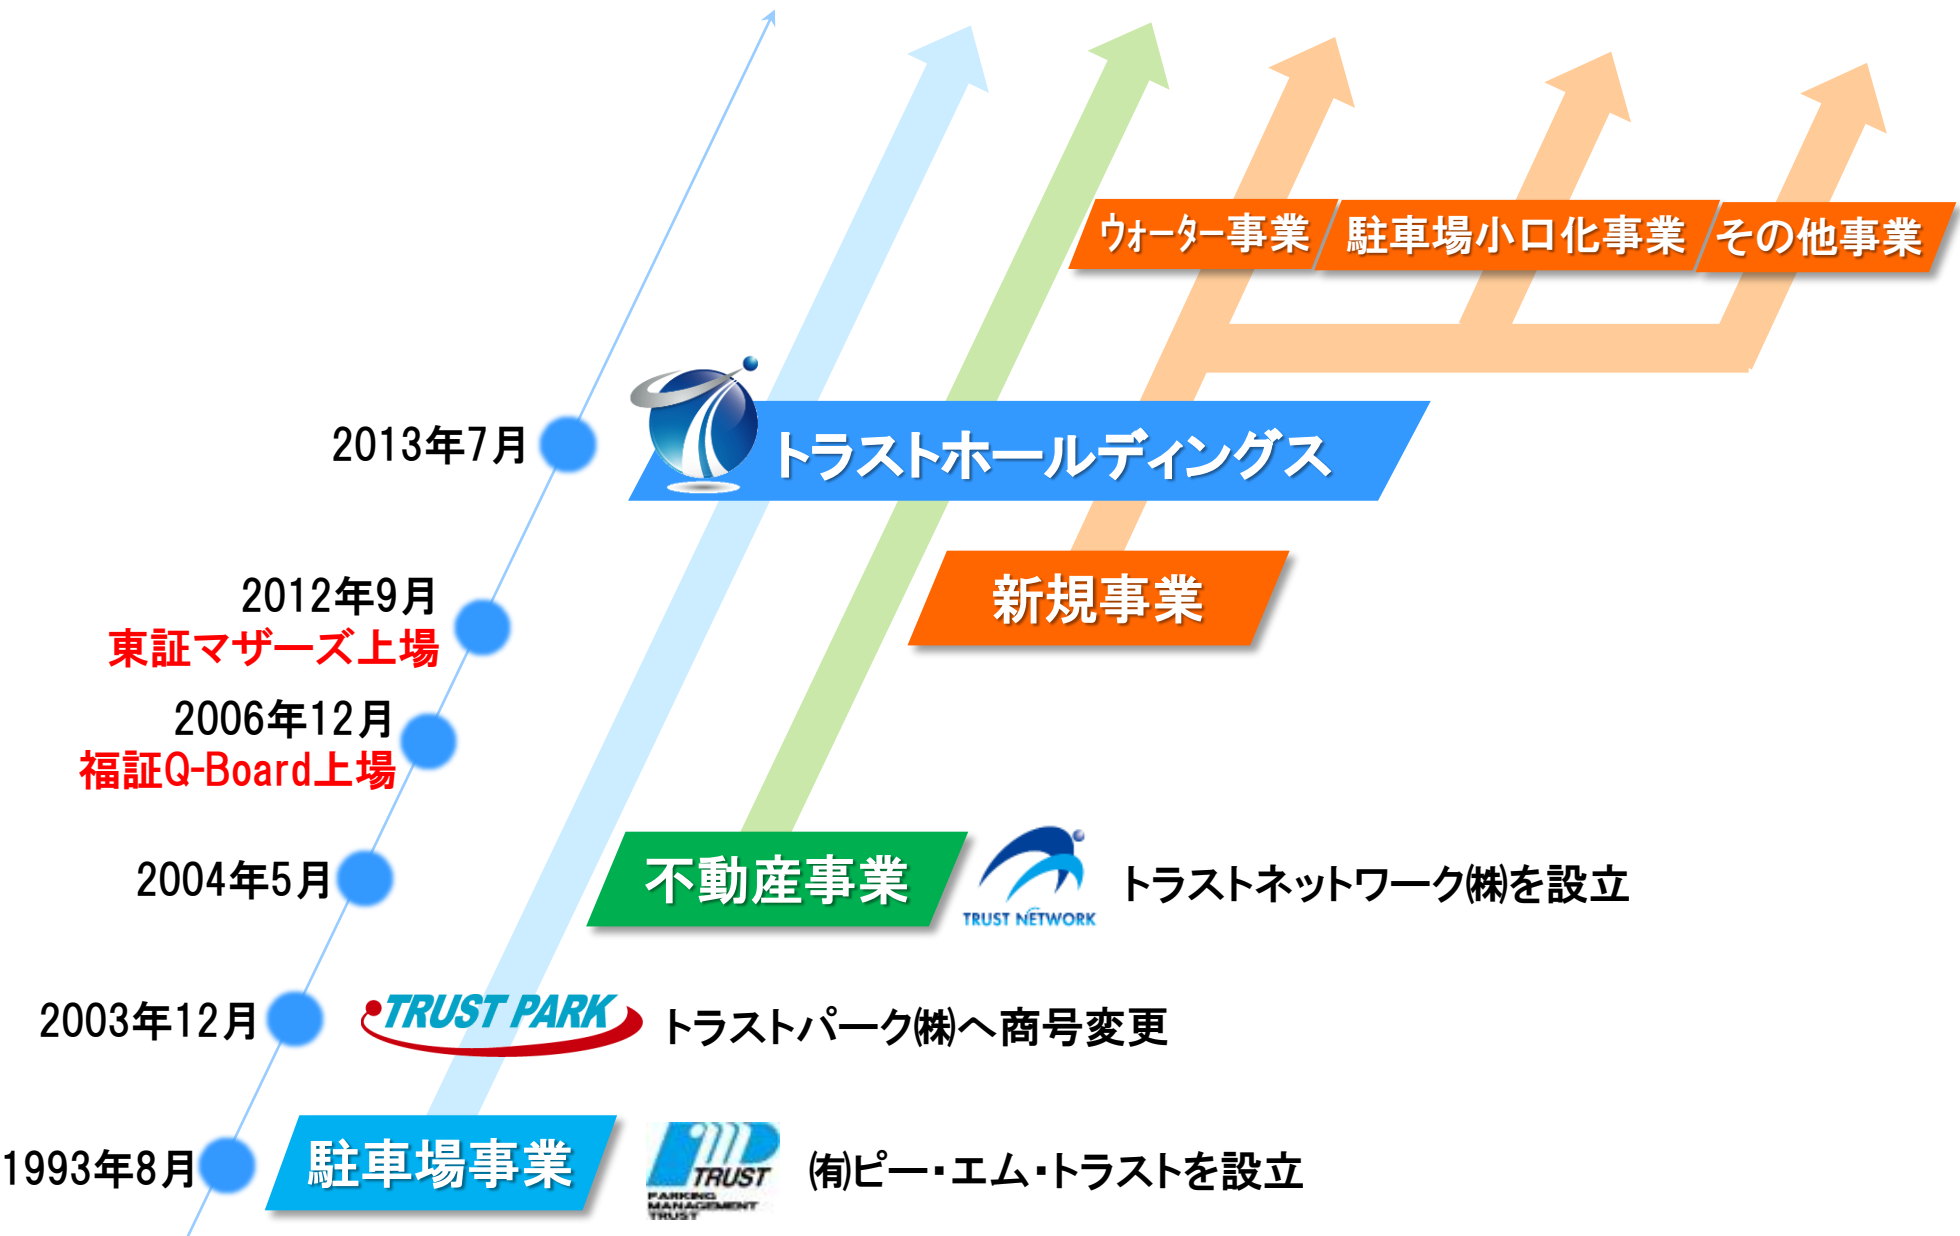 ウォーター事業
駐車場小口化事業
その他事業
2013年7月
トラストホールディングス
新規事業
2012年9月
東証マザーズ上場
2006年12月
福証Q-Board上場
2004年5月
不動産事業
TRUST NETWORK
トラストネットワーク㈱を設立
2003年12月
TRUST PARK
トラストパーク㈱へ商号変更
1993年8月
駐車場事業
TRUST
PARKING
MANAGEMENT
TRUST
㈲ピー・エム・トラストを設立